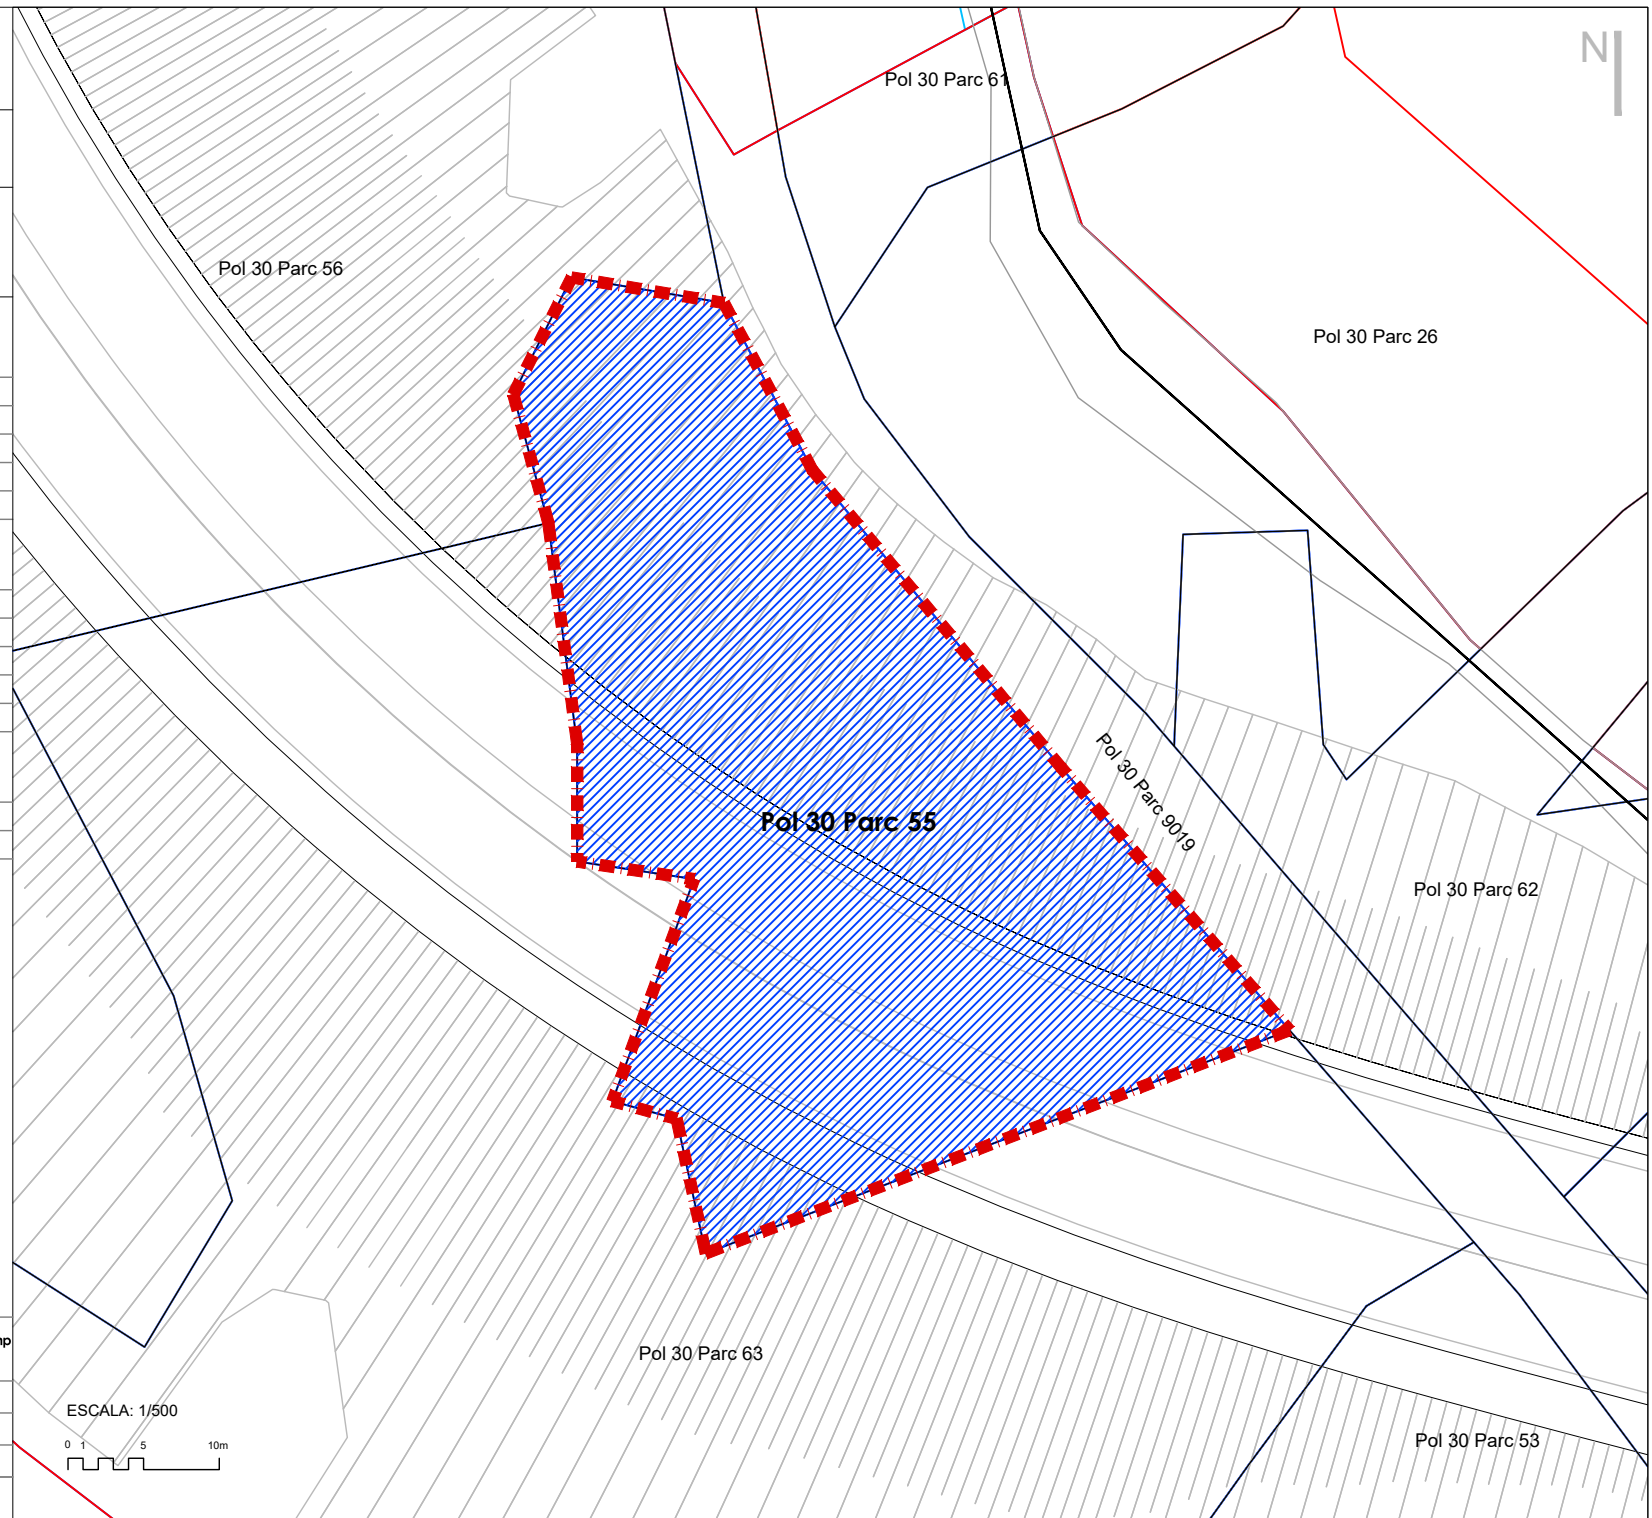 N
Pol 30 Parc 61
Pol 30 Parc 56
Pol 30 Parc 26
Pol 30 Parc 9019
Pol 30 Parc 55
Pol 30 Parc 62
Pol 30 Parc 63
ESCALA: 1/500
0 1 5 10m
Pol 30 Parc 53